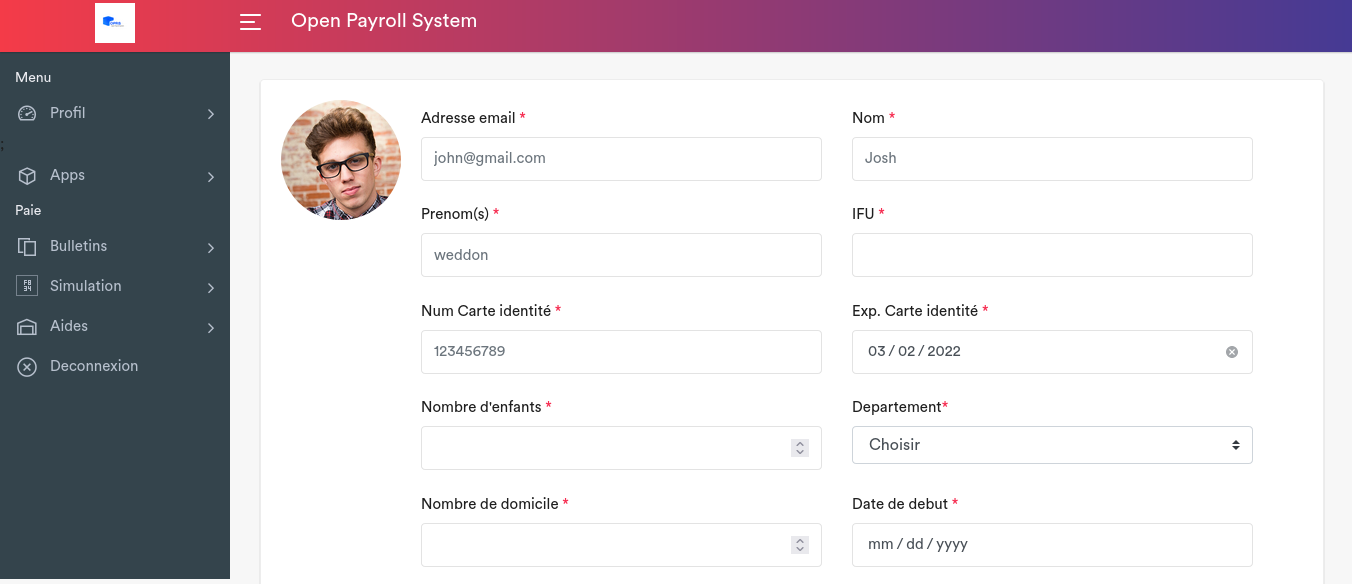 Open Payroll System
Menu
Profil
;
Apps
Paie
Bulletins
Simulation
Aides
Deconnexion
Adresse email * Nom *
john@gmail.com Josh
Prenom(s) * IFU *
weddon
Num Carte identité * Exp. Carte identité *
123456789 03 / 02 / 2022
Nombre d'enfants * Departement*
Choisir
Nombre de domicile * Date de debut *
mm / dd / yyyy